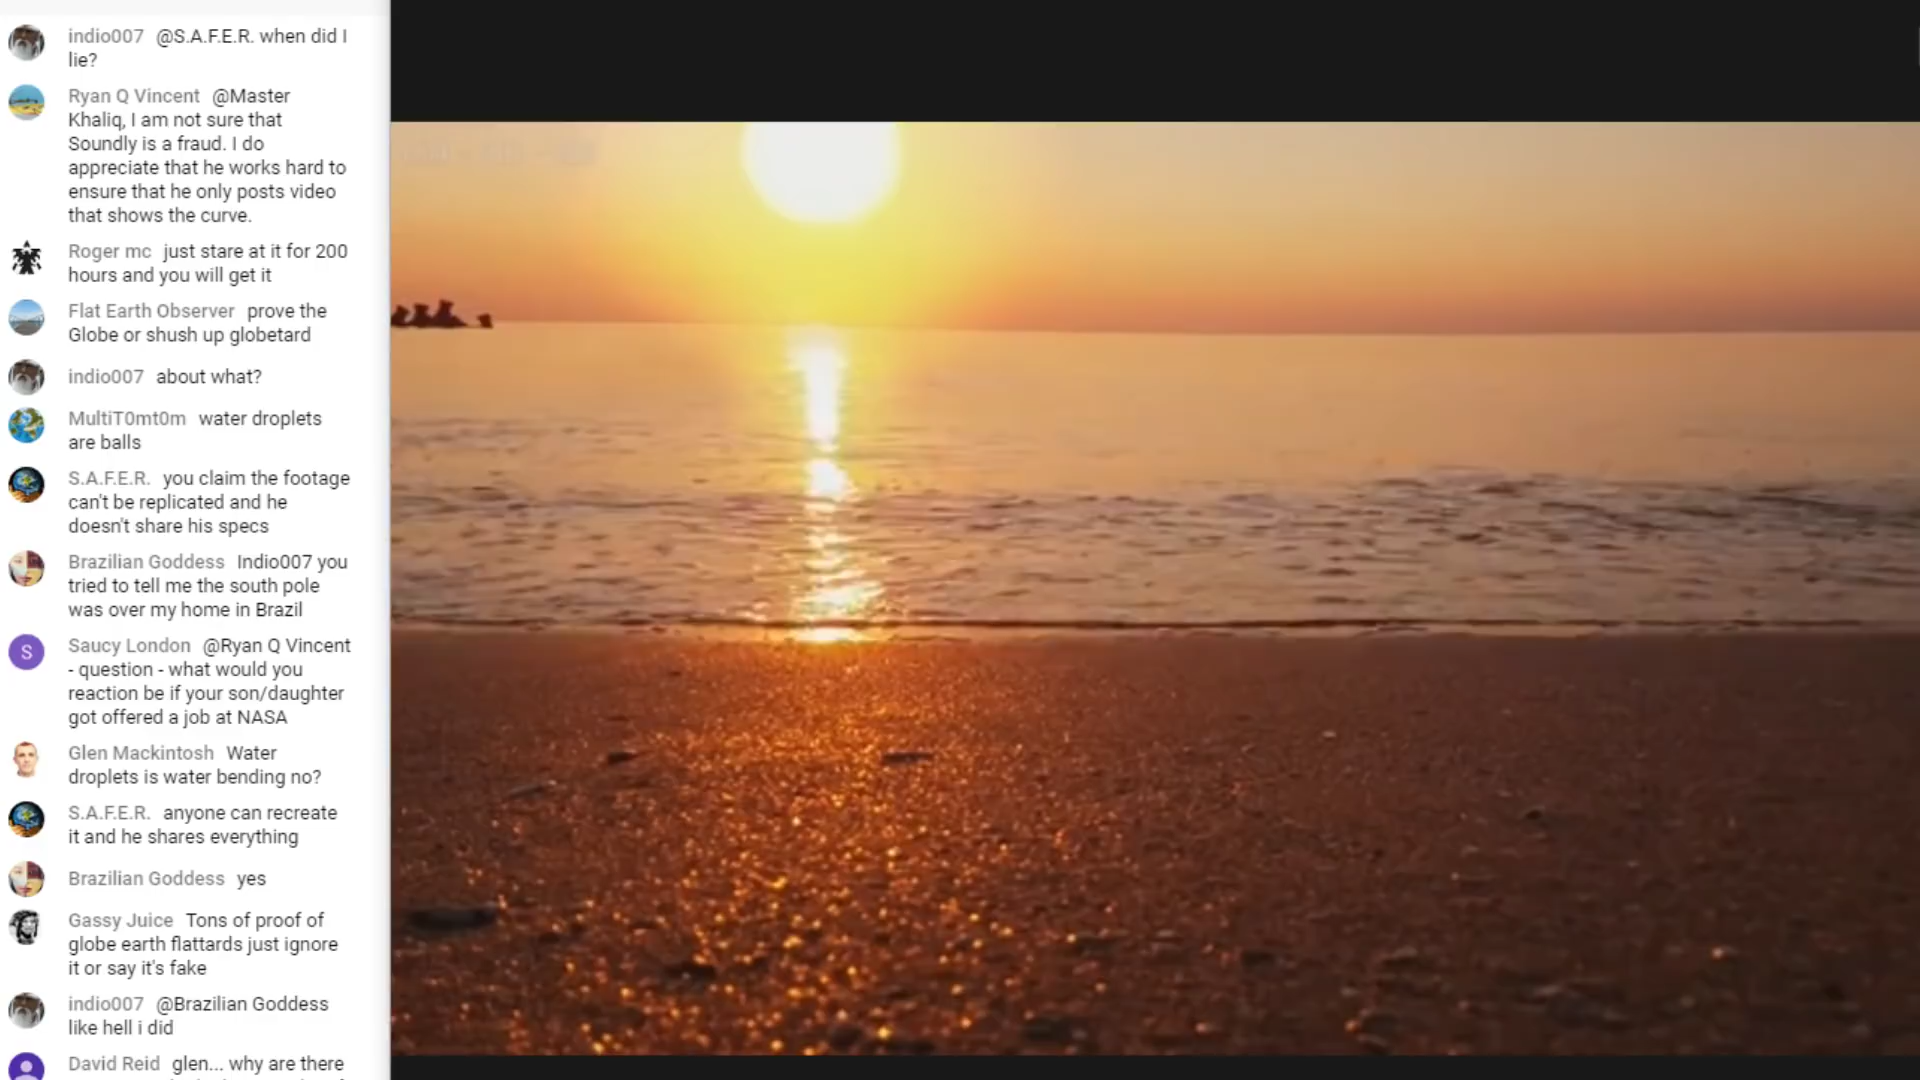 indio007 @S.A.F.E.R. when did I
lie?
Ryan Q Vincent @Master
Khaliq, I am not sure that
Soundly is a fraud. I do
appreciate that he works hard to
ensure that he only posts video
that shows the curve.
Roger mc just stare at it for 200
hours and you will get it
Flat Earth Observer prove the
Globe or shush up globetard
indio007 about what?
MultiT0mt0m water droplets
are balls
S.A.F.E.R. you claim the footage
can't be replicated and he
doesn't share his specs
Brazilian Goddess Indio007 you
tried to tell me the south pole
was over my home in Brazil
S
Saucy London @Ryan Q Vincent
- question - what would you
reaction be if your son/daughter
got offered a job at NASA
Glen Mackintosh Water
droplets is water bending no?
S.A.F.E.R. anyone can recreate
it and he shares everything
Brazilian Goddess yes
Gassy Juice Tons of proof of
globe earth flattards just ignore
it or say it's fake
indio007 @Brazilian Goddess
like hell i did
David Reid glen... why are there